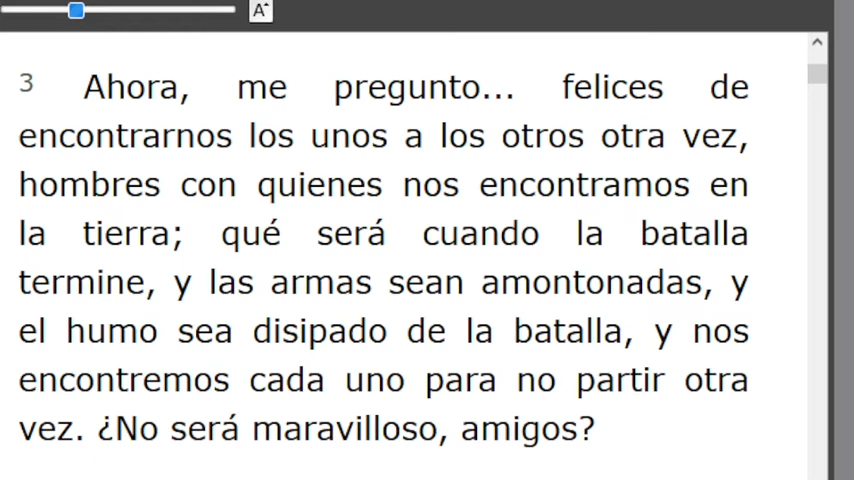 A
3 Ahora, me pregunto... felices de
encontrarnos los unos a los otros otra vez,
hombres con quienes nos encontramos en
la tierra; qué será cuando la batalla
termine, y las armas sean amontonadas, y
el humo sea disipado de la batalla, y nos
encontremos cada uno para no partir otra
vez. ¿No será maravilloso, amigos?